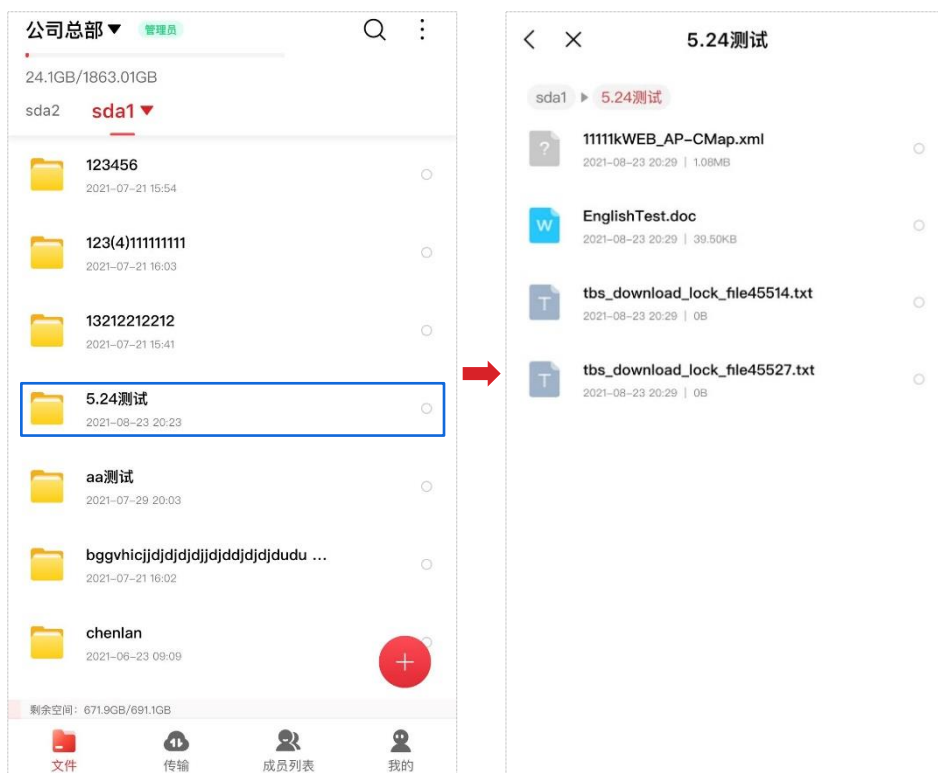 公司总部▼ 管理员
24.1GB/1863.01GB
sda2 sda1▼
123456
2021-07-21 15:54
123(4)111111111
2021-07-21 16:03
13212212212
2021-07-21 15:41
5.24测试
2021-08-23 20:23
aa测试
2021-07-29 20:03
bggvhicjjdjdjdjdjjdjddjdjdjdudu ...
2021-07-21 16:02
chenlan
2021-06-23 09:09
剩余空间：671.9GB/691.1GB
文件 传输 成员列表 我的
5.24测试
sda1 ▶ 5.24测试
11111kWEB_AP-CMap.xml
2021-08-23 20:29 | 1.08MB
W
EnglishTest.doc
2021-08-23 20:29 | 39.50KB
T
tbs_download_lock_file45514.txt
2021-08-23 20:29 | 0B
T
tbs_download_lock_file45527.txt
2021-08-23 20:29 | 0B